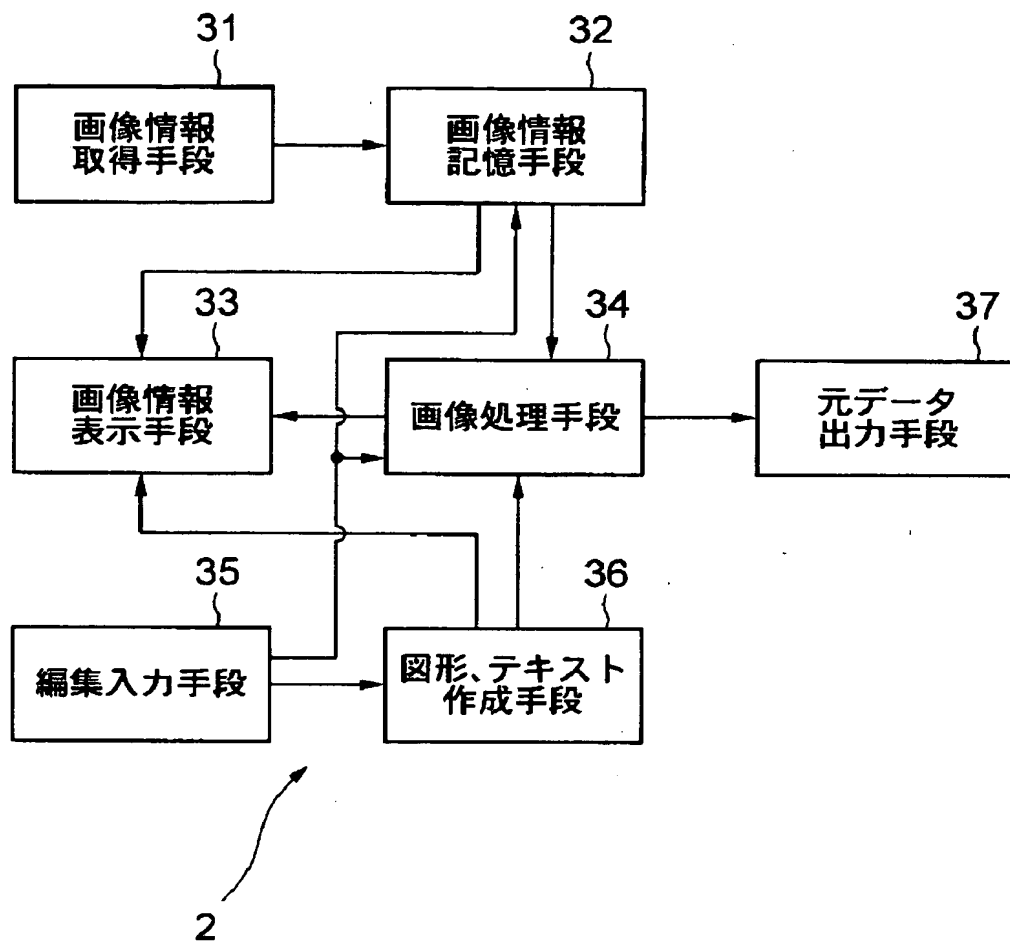 31
画像情報
取得手段
32
画像情報
記憶手段
33
画像情報
表示手段
34
画像処理手段
37
元データ
出力手段
35
編集入力手段
36
図形、テキスト
作成手段
2